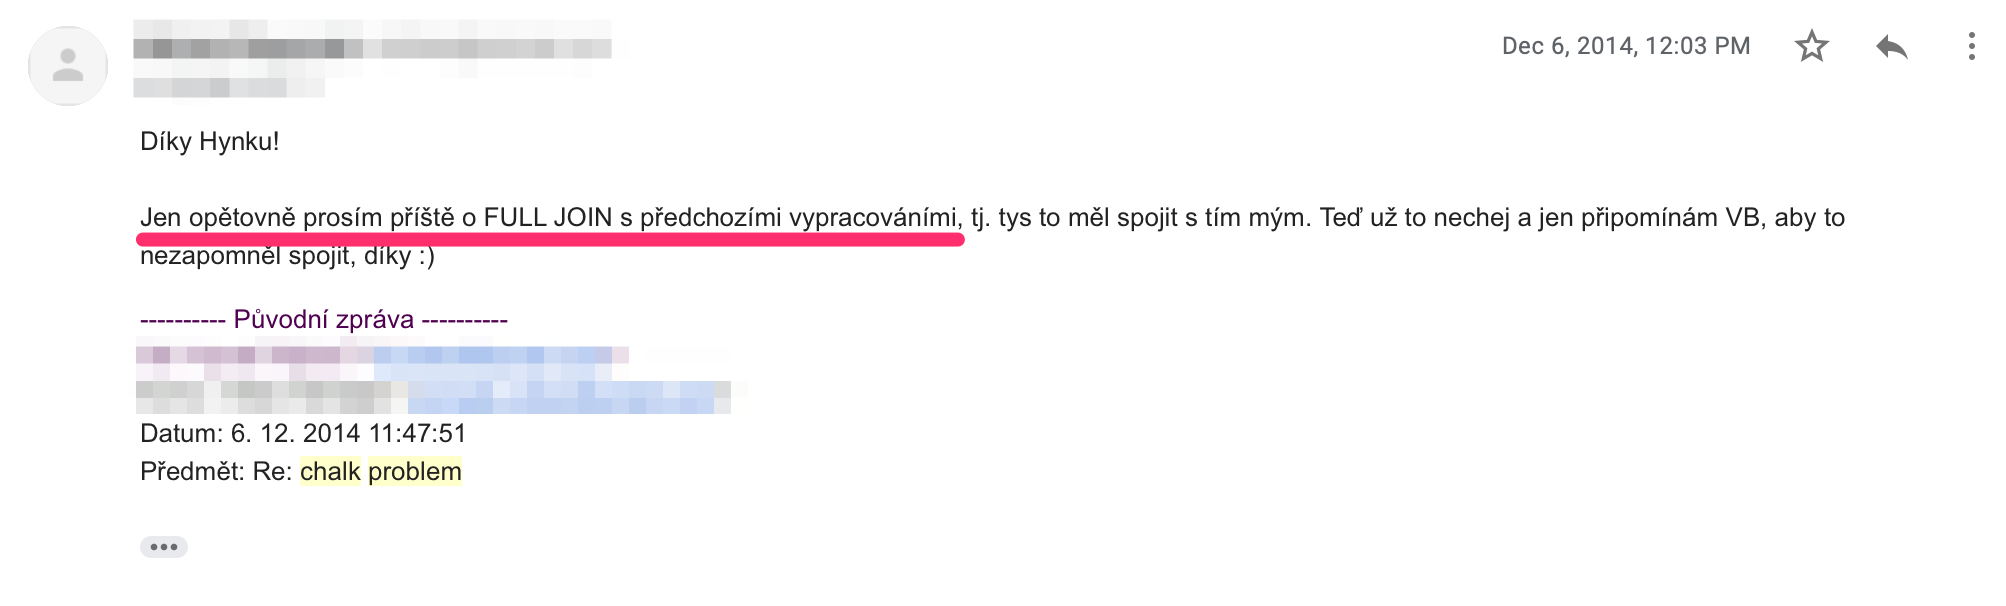 Dec 6, 2014, 12:03 PM
Díky Hynku!
Jen opětovně prosím příště o FULL JOIN s předchozími vypracováními, tj. tys to měl spojit s tím mým. Teď už to nechej a jen připomínám VB, aby to
nezapomněl spojit, díky :)
---------- Původní zpráva ----------
Datum: 6. 12. 2014 11:47:51
Předmět: Re: chalk problem